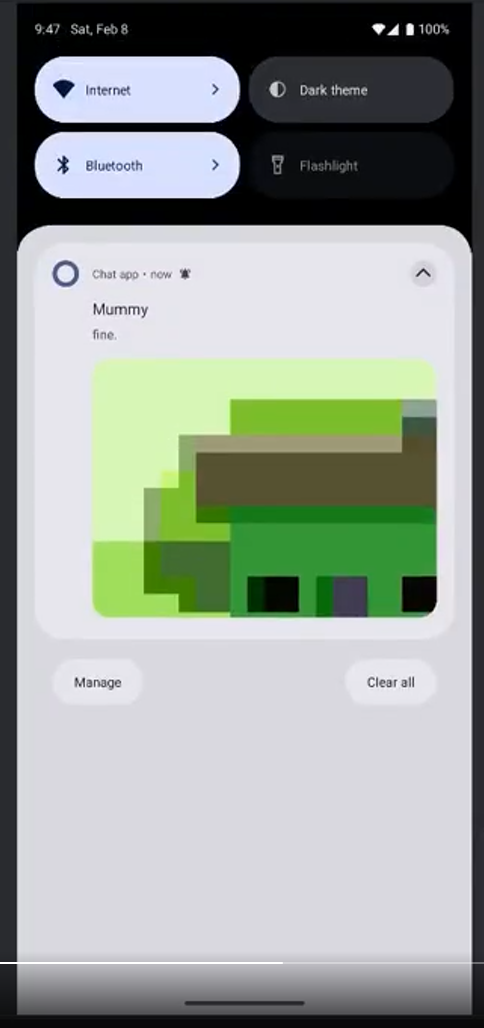 9:47 Sat, Feb 8 100%
Internet Dark theme
Bluetooth Flashlight
Chat app • now
Mummy
fine.
Manage Clear all